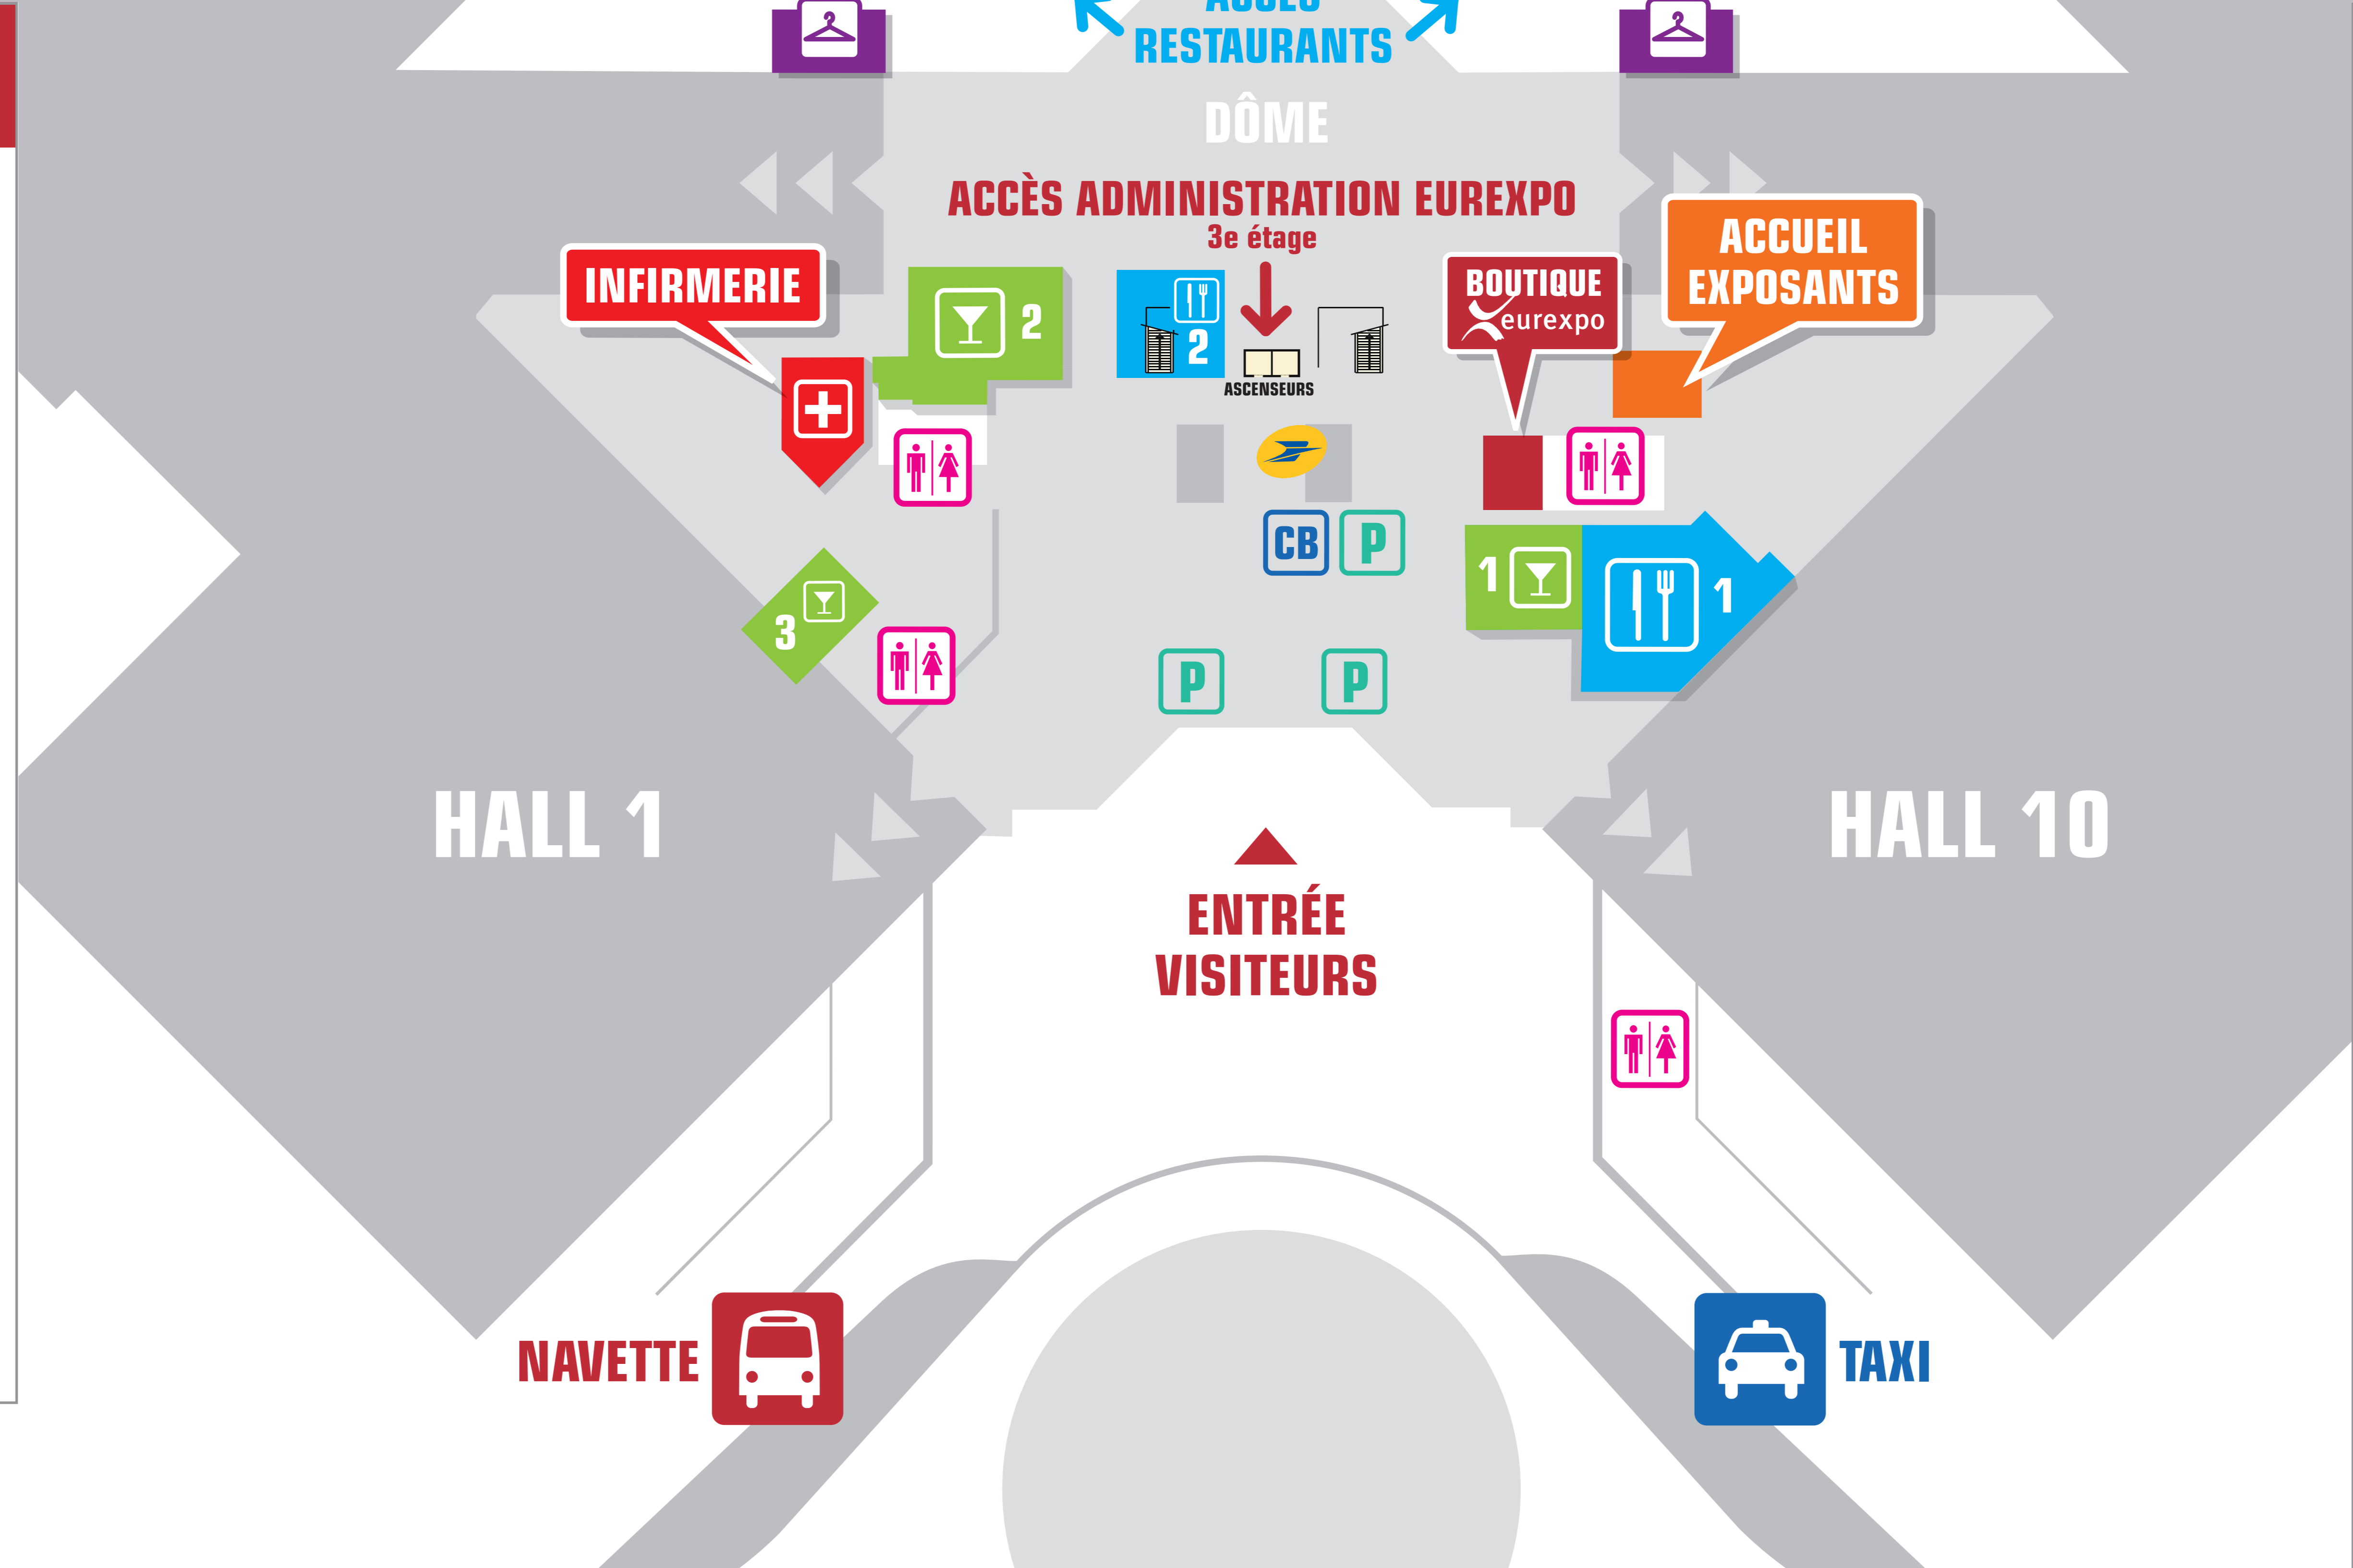 ACCÈS
RESTAURANTS
DÔME
ACCÈS ADMINISTRATION EUREXPO
3e étage
INFIRMERIE
2
2
ASCENSEURS
BOUTIQUE
eurexpo
ACCUEIL
EXPOSANTS
CB
P
1
1
3
P
P
HALL 1
HALL 10
ENTRÉE
VISITEURS
NAVETTE
TAXI